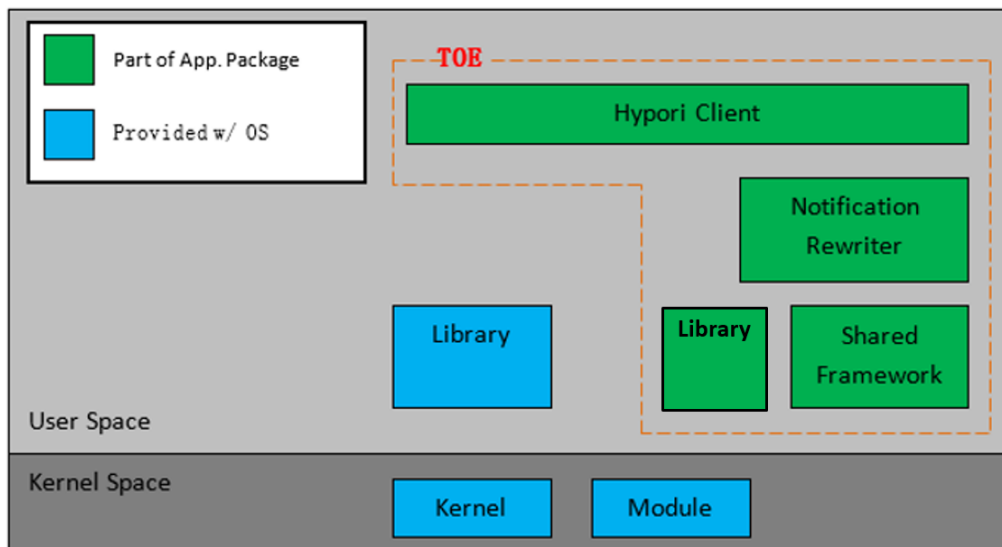 Part of App. Package
Provided w/ OS
TOE
Hypori Client
Notification
Rewriter
Library
Library
Shared
Framework
User Space
Kernel Space
Kernel
Module